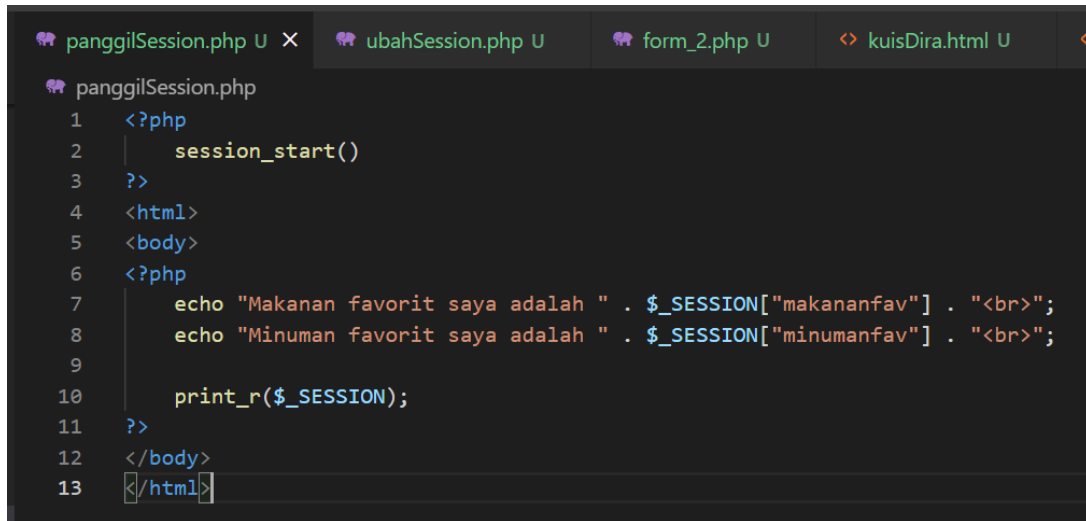 panggilSession.php U × ubahSession.php U form_2.php U <> kuisDira.html U
panggilSession.php
1 <?php
2 session_start()
3 ?>
4 <html>
5 <body>
6 <?php
7 echo "Makanan favorit saya adalah " . $_SESSION["makananfav"] . "<br>";
8 echo "Minuman favorit saya adalah " . $_SESSION["minumanfav"] . "<br>";
9
10 print_r($_SESSION);
11 ?>
12 </body>
13 </html>